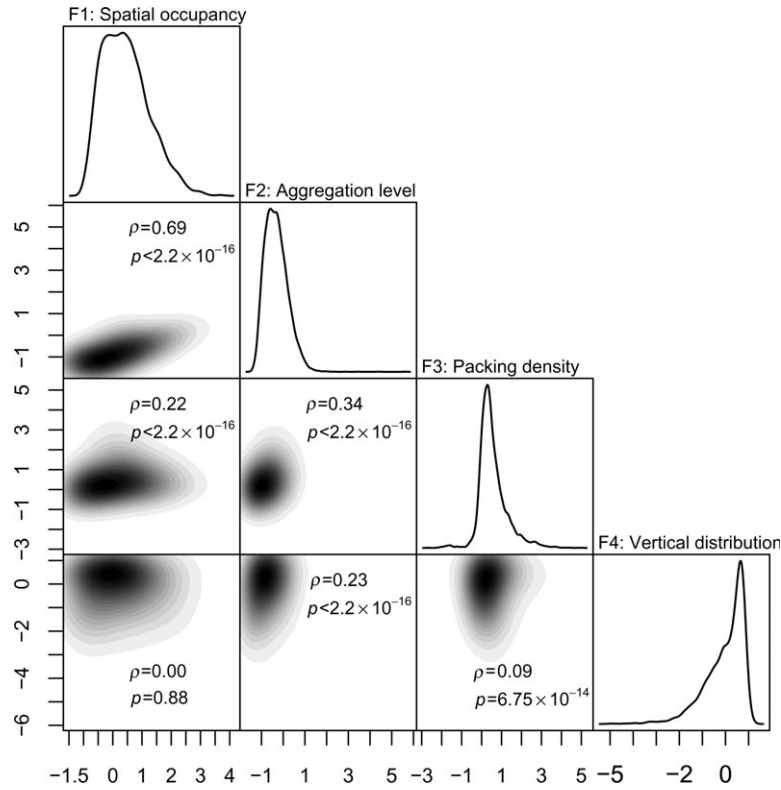 F1: Spatial occupancy
F2: Aggregation level
ρ=0.69
p<2.2×10⁻¹⁶
5
3
1
−1
F3: Packing density
ρ=0.22
p<2.2×10⁻¹⁶
ρ=0.34
p<2.2×10⁻¹⁶
5
3
1
−1
−3
F4: Vertical distribution
0
−2
−4
−6
ρ=0.00
p=0.88
ρ=0.23
p<2.2×10⁻¹⁶
ρ=0.09
p=6.75×10⁻¹⁴
−1.5 0 1 2 3 4 −1 1 3 5 −3 −1 1 3 5 −5 −2 0